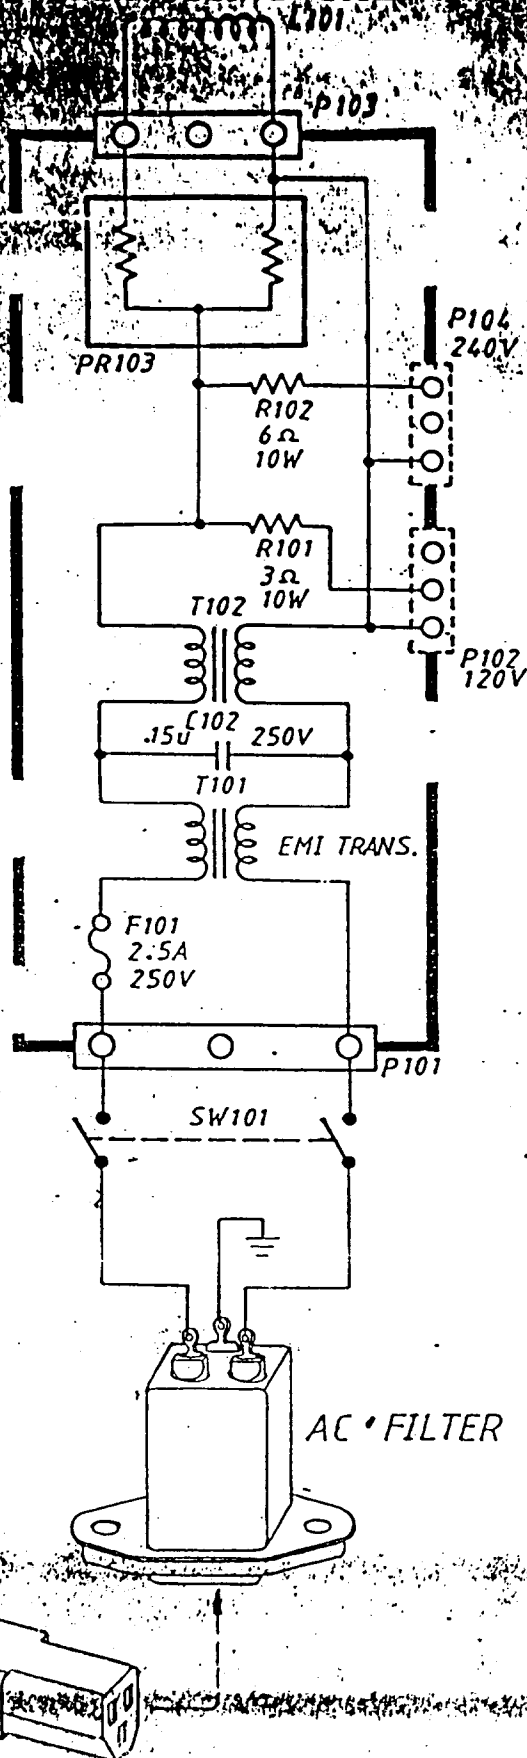 L701
P103
P104
240V
PR103
R102
6Ω
10W
R101
3Ω
10W
T102
P102
120V
C102
.15u 250V
T101
EMI TRANS.
F101
2.5A
250V
P101
SW101
AC FILTER